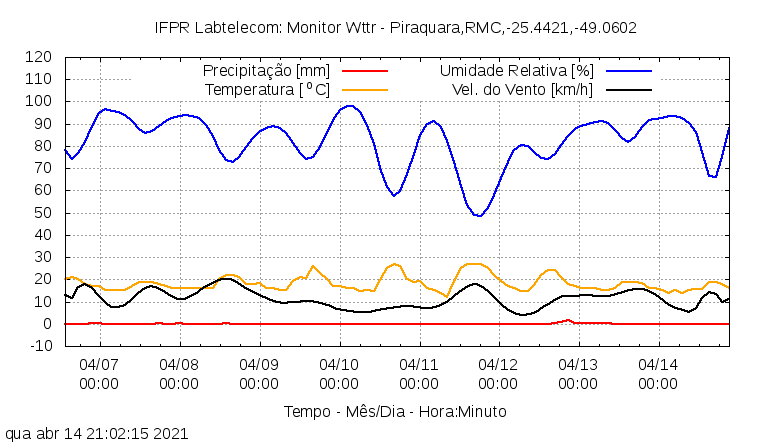 IFPR Labtelecom: Monitor Wttr - Piraquara,RMC,-25.4421,-49.0602
120
110
100
90
80
70
60
50
40
30
20
10
0
-10
Precipitação [mm]
Temperatura [⁰C]
Umidade Relativa [%]
Vel. do Vento [km/h]
04/07 04/08 04/09 04/10 04/11 04/12 04/13 04/14
00:00 00:00 00:00 00:00 00:00 00:00 00:00 00:00
Tempo - Mês/Dia - Hora:Minuto
qua abr 14 21:02:15 2021